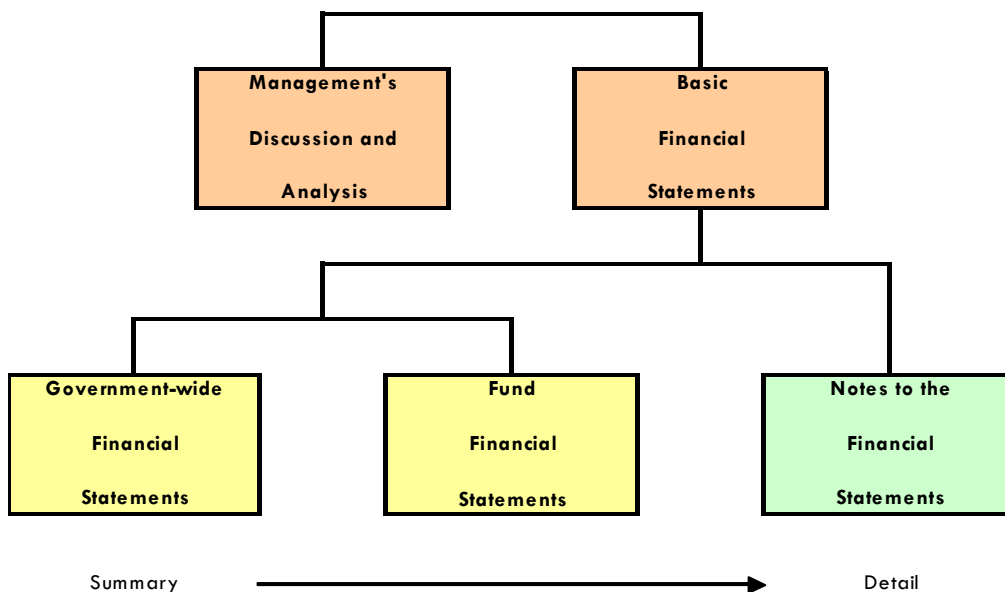 Management's
Discussion and
Analysis
Basic
Financial
Statements
Government-wide
Financial
Statements
Fund
Financial
Statements
Notes to the
Financial
Statements
Summary
Detail